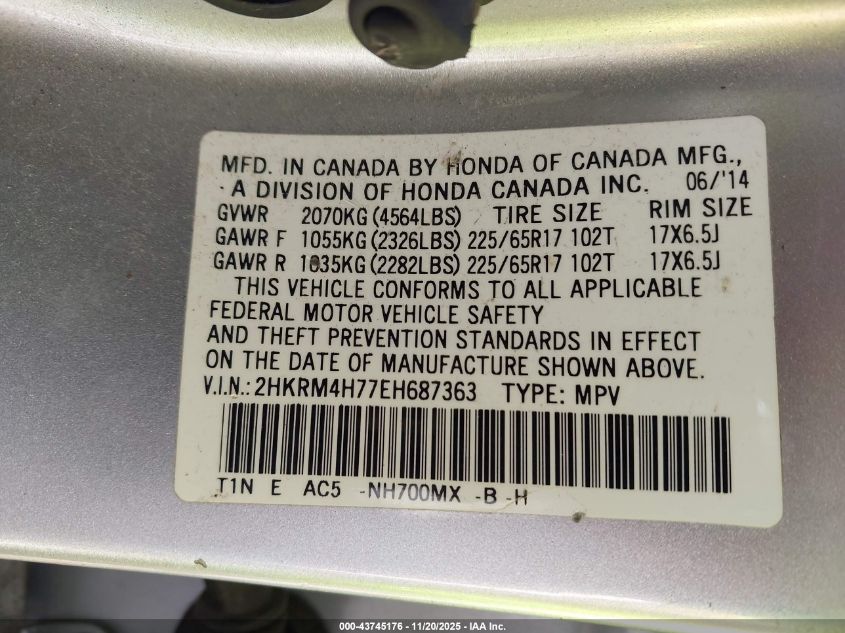 MFD. IN CANADA BY HONDA OF CANADA MFG.,
A DIVISION OF HONDA CANADA INC. 06/'14
GVWR 2070KG (4564LBS) TIRE SIZE RIM SIZE
GAWR F 1055KG (2326LBS) 225/65R17 102T 17X6.5J
GAWR R 1035KG (2282LBS) 225/65R17 102T 17X6.5J
THIS VEHICLE CONFORMS TO ALL APPLICABLE
FEDERAL MOTOR VEHICLE SAFETY
AND THEFT PREVENTION STANDARDS IN EFFECT
ON THE DATE OF MANUFACTURE SHOWN ABOVE.
V.I.N.: 2HKRM4H77EH687363 TYPE: MPV
T1N E AC5 -NH700MX -B -H
000-43745176 - 11/20/2025 - IAA Inc.